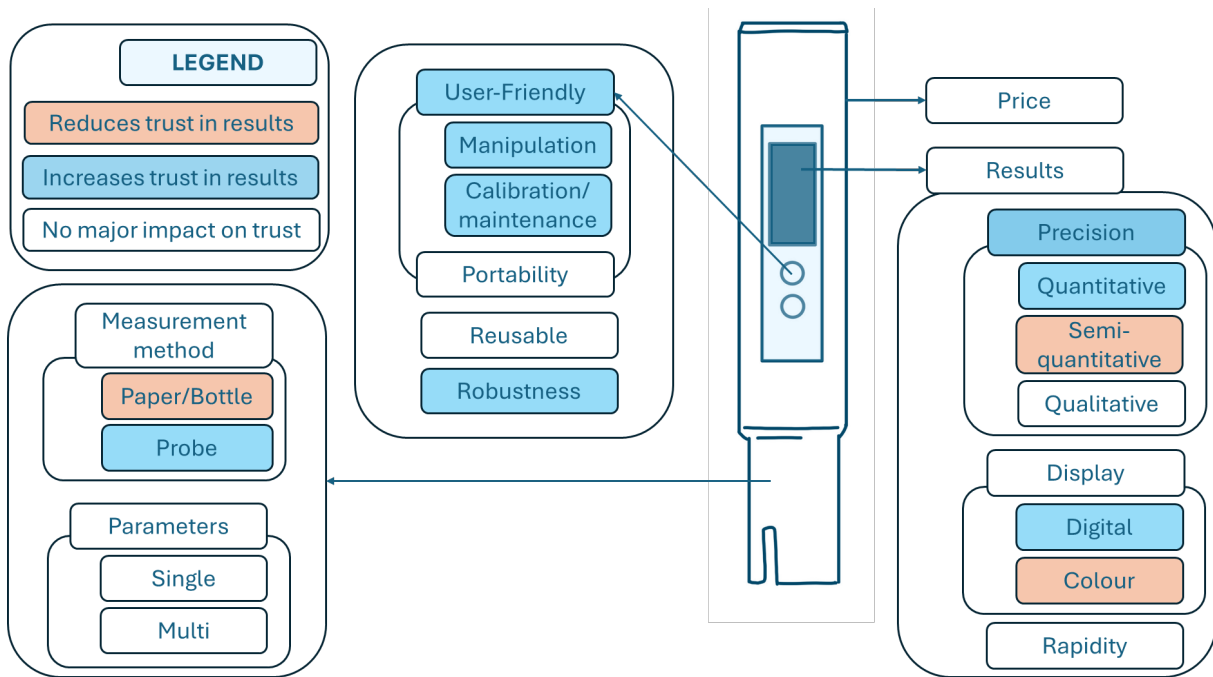 LEGEND
Reduces trust in results
Increases trust in results
No major impact on trust
Measurement
method
Paper/Bottle
Probe
Parameters
Single
Multi
User-Friendly
Manipulation
Calibration/
maintenance
Portability
Reusable
Robustness
Price
Results
Precision
Quantitative
Semi-
quantitative
Qualitative
Display
Digital
Colour
Rapidity